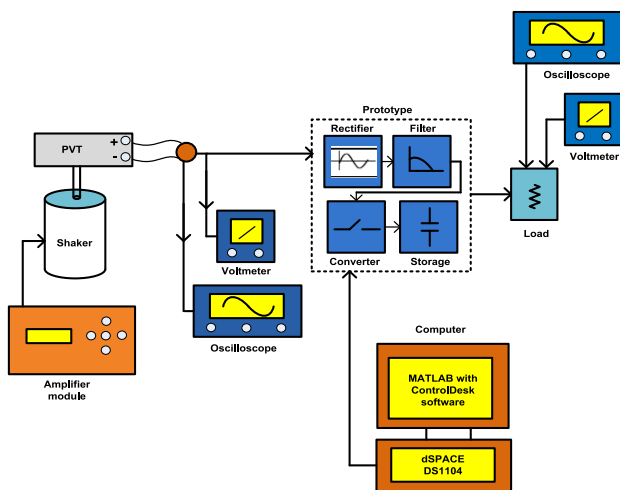 Oscilloscope
Prototype
Rectifier
Filter
Voltmeter
PVT
+
-
Shaker
Converter
Storage
Load
Voltmeter
Oscilloscope
Amplifier
module
Computer
MATLAB with
ControlDesk
software
dSPACE
DS1104